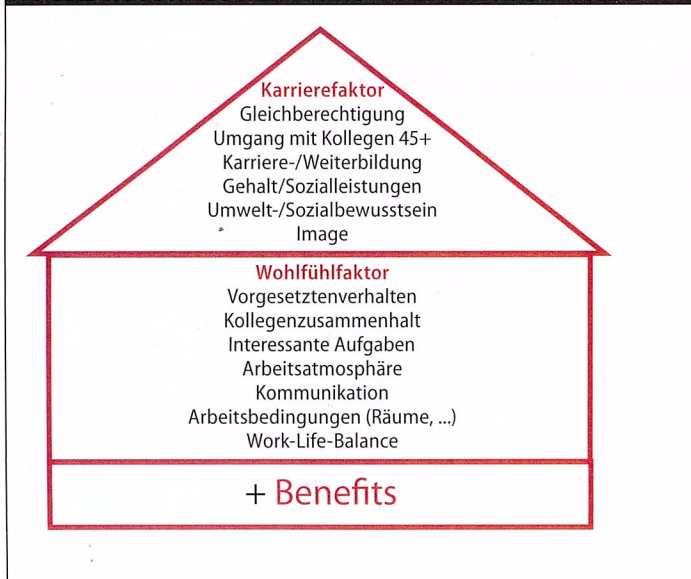 Karrierefaktor
Gleichberechtigung
Umgang mit Kollegen 45+
Karriere-/Weiterbildung
Gehalt/Sozialleistungen
Umwelt-/Sozialbewusstsein
Image
Wohlfühlfaktor
Vorgesetztenverhalten
Kollegenzusammenhalt
Interessante Aufgaben
Arbeitsatmosphäre
Kommunikation
Arbeitsbedingungen (Räume, ...)
Work-Life-Balance
+ Benefits